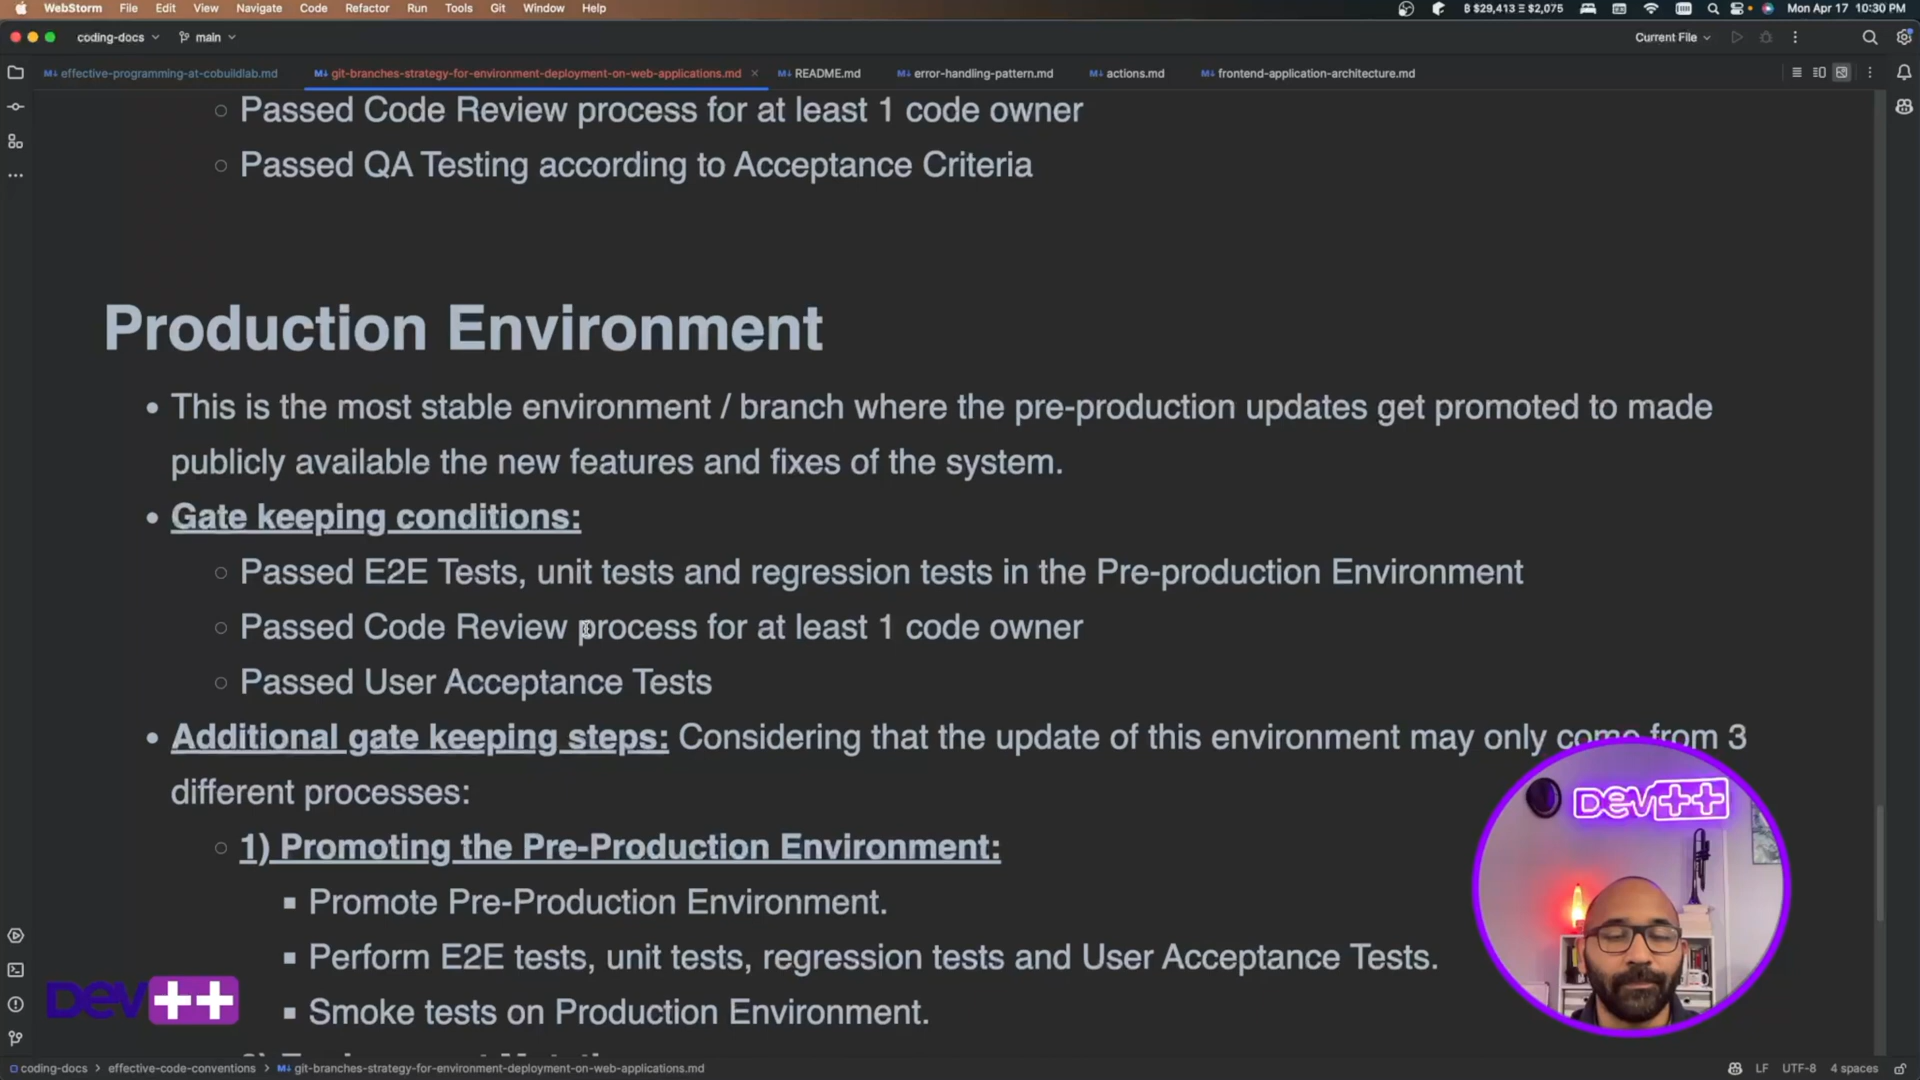 WebStorm File Edit View Navigate Code Refactor Run Tools Git Window Help ₿ $29,413 Ξ $2,075 Mon Apr 17 10:30 PM
coding-docs main Current File
effective-programming-at-cobuildlab.md git-branches-strategy-for-environment-deployment-on-web-applications.md README.md error-handling-pattern.md actions.md frontend-application-architecture.md
Passed Code Review process for at least 1 code owner
Passed QA Testing according to Acceptance Criteria
Production Environment
This is the most stable environment / branch where the pre-production updates get promoted to made
publicly available the new features and fixes of the system.
Gate keeping conditions:
Passed E2E Tests, unit tests and regression tests in the Pre-production Environment
Passed Code Review process for at least 1 code owner
Passed User Acceptance Tests
Additional gate keeping steps: Considering that the update of this environment may only come from 3
different processes:
1) Promoting the Pre-Production Environment:
Promote Pre-Production Environment.
Perform E2E tests, unit tests, regression tests and User Acceptance Tests.
Smoke tests on Production Environment.
Dev++
Dev++
coding-docs > effective-code-conventions > git-branches-strategy-for-environment-deployment-on-web-applications.md LF UTF-8 4 spaces